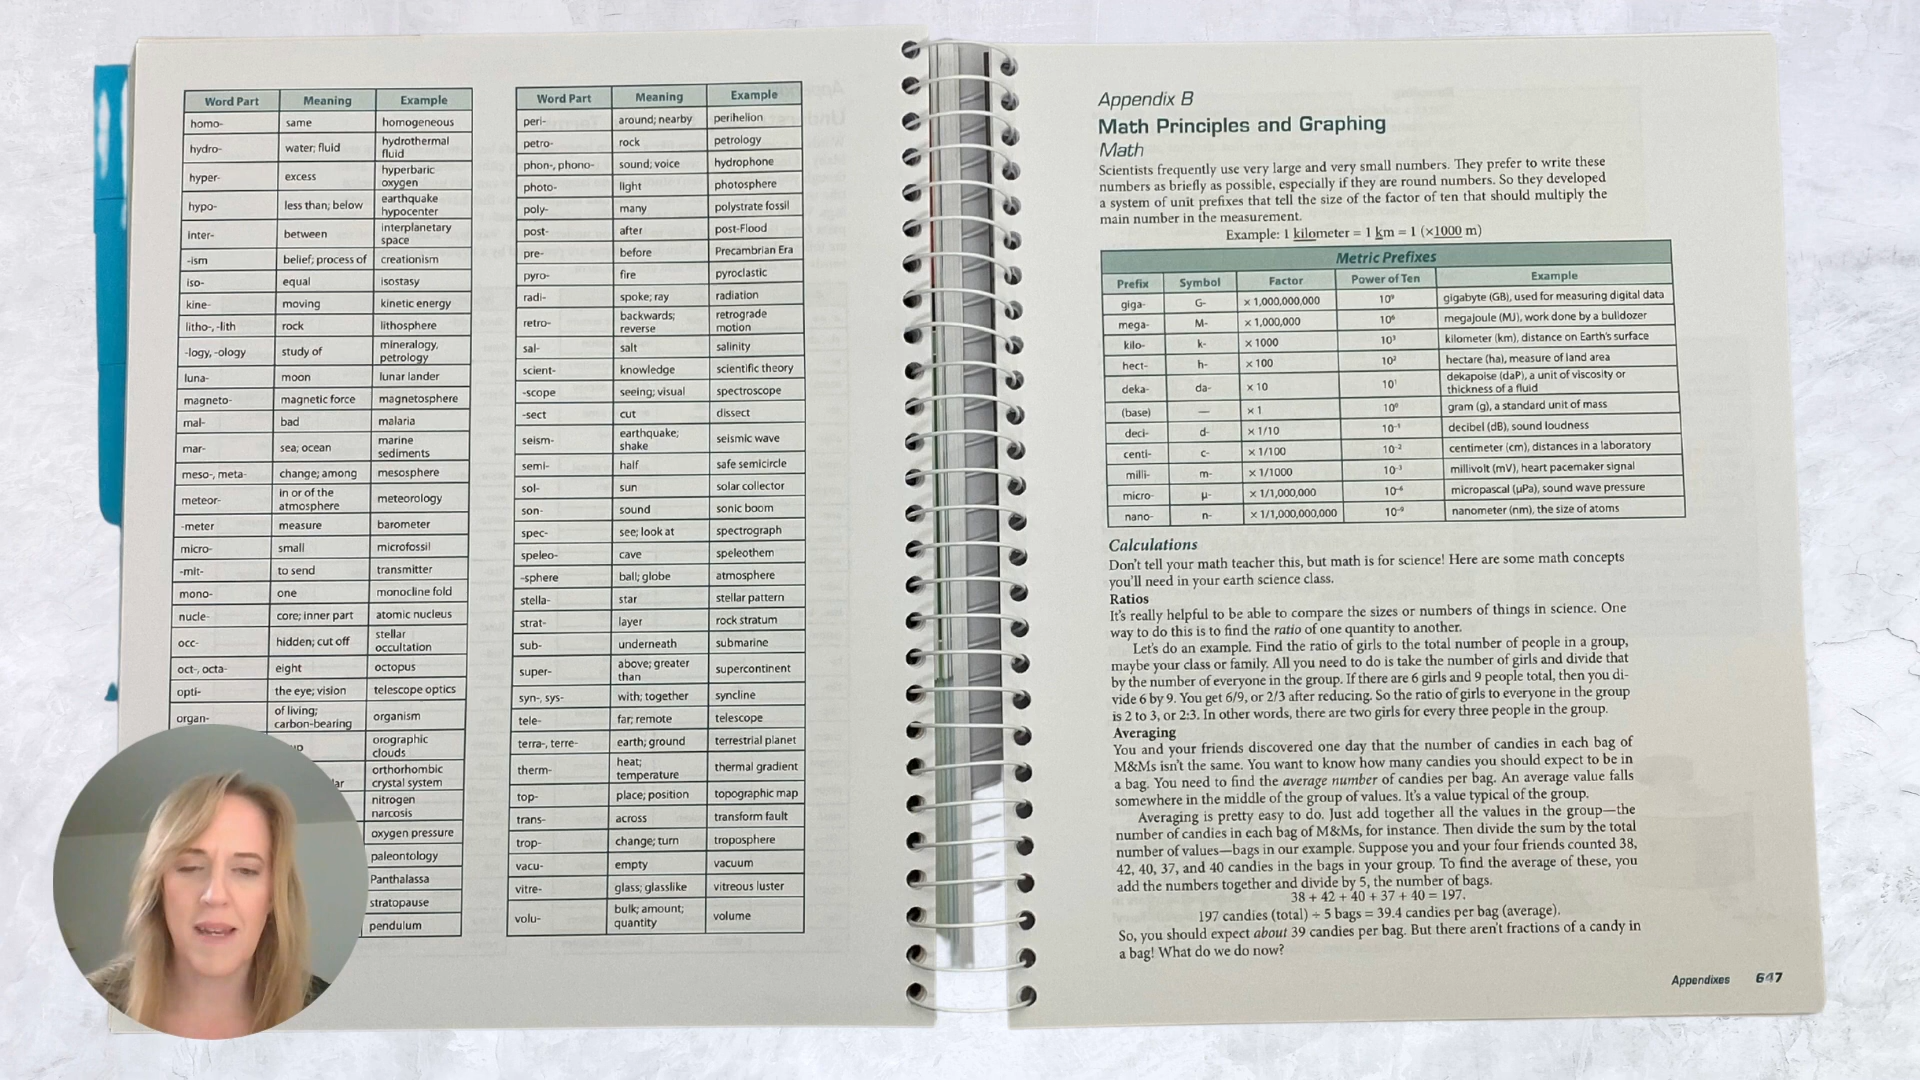 Word Part Meaning Example
homo- same homogeneous
hydro- water; fluid hydrothermal
fluid
hyper- excess hyperbaric
oxygen
hypo- less than; below earthquake
hypocenter
inter- between interplanetary
space
-ism belief; process of creationism
iso- equal isostasy
kine- moving kinetic energy
litho-, -lith rock lithosphere
-logy, -ology study of mineralogy,
petrology
luna- moon lunar lander
magneto- magnetic force magnetosphere
mal- bad malaria
mar- sea; ocean marine
sediments
meso-, meta- change; among mesosphere
meteor- in or of the
atmosphere meteorology
-meter measure barometer
micro- small microfossil
-mit- to send transmitter
mono- one monocline fold
nucle- core; inner part atomic nucleus
occ- hidden; cut off stellar
occultation
oct-, octa- eight octopus
opti- the eye; vision telescope optics
organ- of living;
carbon-bearing organism
orographic
clouds
orthorhombic
crystal system
nitrogen
narcosis
oxygen pressure
paleontology
Panthalassa
stratopause
pendulum
Word Part Meaning Example
peri- around; nearby perihelion
petro- rock petrology
phon-, phono- sound; voice hydrophone
photo- light photosphere
poly- many polystrate fossil
post- after post-Flood
pre- before Precambrian Era
pyro- fire pyroclastic
radi- spoke; ray radiation
retro- backwards;
reverse retrograde
motion
sal- salt salinity
scient- knowledge scientific theory
-scope seeing; visual spectroscope
-sect cut dissect
seism- earthquake;
shake seismic wave
semi- half safe semicircle
sol- sun solar collector
son- sound sonic boom
spec- see; look at spectrograph
speleo- cave speleothem
-sphere ball; globe atmosphere
stella- star stellar pattern
strat- layer rock stratum
sub- underneath submarine
super- above; greater
than supercontinent
syn-, sys- with; together syncline
tele- far; remote telescope
terra-, terre- earth; ground terrestrial planet
therm- heat;
temperature thermal gradient
top- place; position topographic map
trans- across transform fault
trop- change; turn troposphere
vacu- empty vacuum
vitre- glass; glasslike vitreous luster
volu- bulk; amount;
quantity volume
Appendix B
Math Principles and Graphing
Math
Scientists frequently use very large and very small numbers. They prefer to write these
numbers as briefly as possible, especially if they are round numbers. So they developed
a system of unit prefixes that tell the size of the factor of ten that should multiply the
main number in the measurement.
Example: 1 kilometer = 1 km = 1 (×1000 m)
Metric Prefixes
Prefix Symbol Factor Power of Ten Example
giga- G- × 1,000,000,000 10⁹ gigabyte (GB), used for measuring digital data
mega- M- × 1,000,000 10⁶ megajoule (MJ), work done by a bulldozer
kilo- k- × 1000 10³ kilometer (km), distance on Earth's surface
hect- h- × 100 10² hectare (ha), measure of land area
deka- da- × 10 10¹ dekapoise (daP), a unit of viscosity or
thickness of a fluid
(base) — × 1 10⁰ gram (g), a standard unit of mass
deci- d- × 1/10 10⁻¹ decibel (dB), sound loudness
centi- c- × 1/100 10⁻² centimeter (cm), distances in a laboratory
milli- m- × 1/1000 10⁻³ millivolt (mV), heart pacemaker signal
micro- μ- × 1/1,000,000 10⁻⁶ micropascal (μPa), sound wave pressure
nano- n- × 1/1,000,000,000 10⁻⁹ nanometer (nm), the size of atoms
Calculations
Don't tell your math teacher this, but math is for science! Here are some math concepts
you'll need in your earth science class.
Ratios
It's really helpful to be able to compare the sizes or numbers of things in science. One
way to do this is to find the ratio of one quantity to another.
Let's do an example. Find the ratio of girls to the total number of people in a group,
maybe your class or family. All you need to do is take the number of girls and divide that
by the number of everyone in the group. If there are 6 girls and 9 people total, then you di-
vide 6 by 9. You get 6/9, or 2/3 after reducing. So the ratio of girls to everyone in the group
is 2 to 3, or 2:3. In other words, there are two girls for every three people in the group.
Averaging
You and your friends discovered one day that the number of candies in each bag of
M&Ms isn't the same. You want to know how many candies you should expect to be in
a bag. You need to find the average number of candies per bag. An average value falls
somewhere in the middle of the group of values. It's a value typical of the group.
Averaging is pretty easy to do. Just add together all the values in the group—the
number of candies in each bag of M&Ms, for instance. Then divide the sum by the total
number of values—bags in our example. Suppose you and your four friends counted 38,
42, 40, 37, and 40 candies in the bags in your group. To find the average of these, you
add the numbers together and divide by 5, the number of bags.
38 + 42 + 40 + 37 + 40 = 197.
197 candies (total) ÷ 5 bags = 39.4 candies per bag (average).
So, you should expect about 39 candies per bag. But there aren't fractions of a candy in
a bag! What do we do now?
Appendixes 647